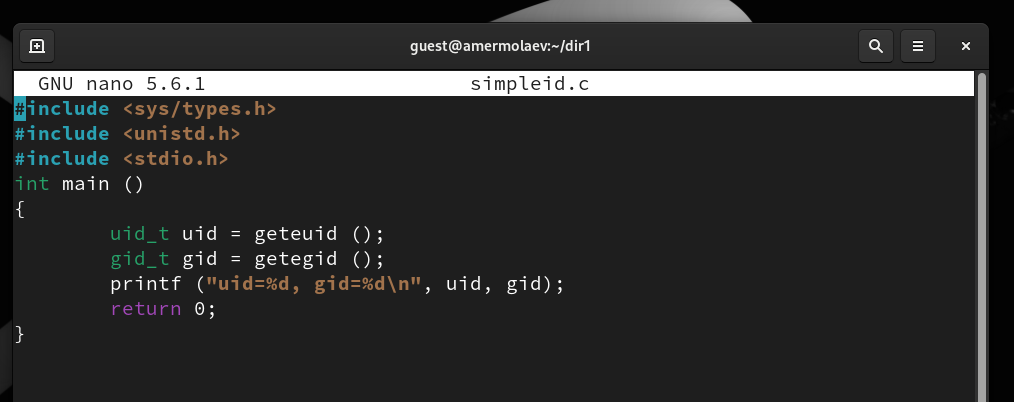 guest@amermolaev:~/dir1
GNU nano 5.6.1 simpleid.c
#include <sys/types.h>
#include <unistd.h>
#include <stdio.h>
int main ()
{
uid_t uid = geteuid ();
gid_t gid = getegid ();
printf ("uid=%d, gid=%d\n", uid, gid);
return 0;
}